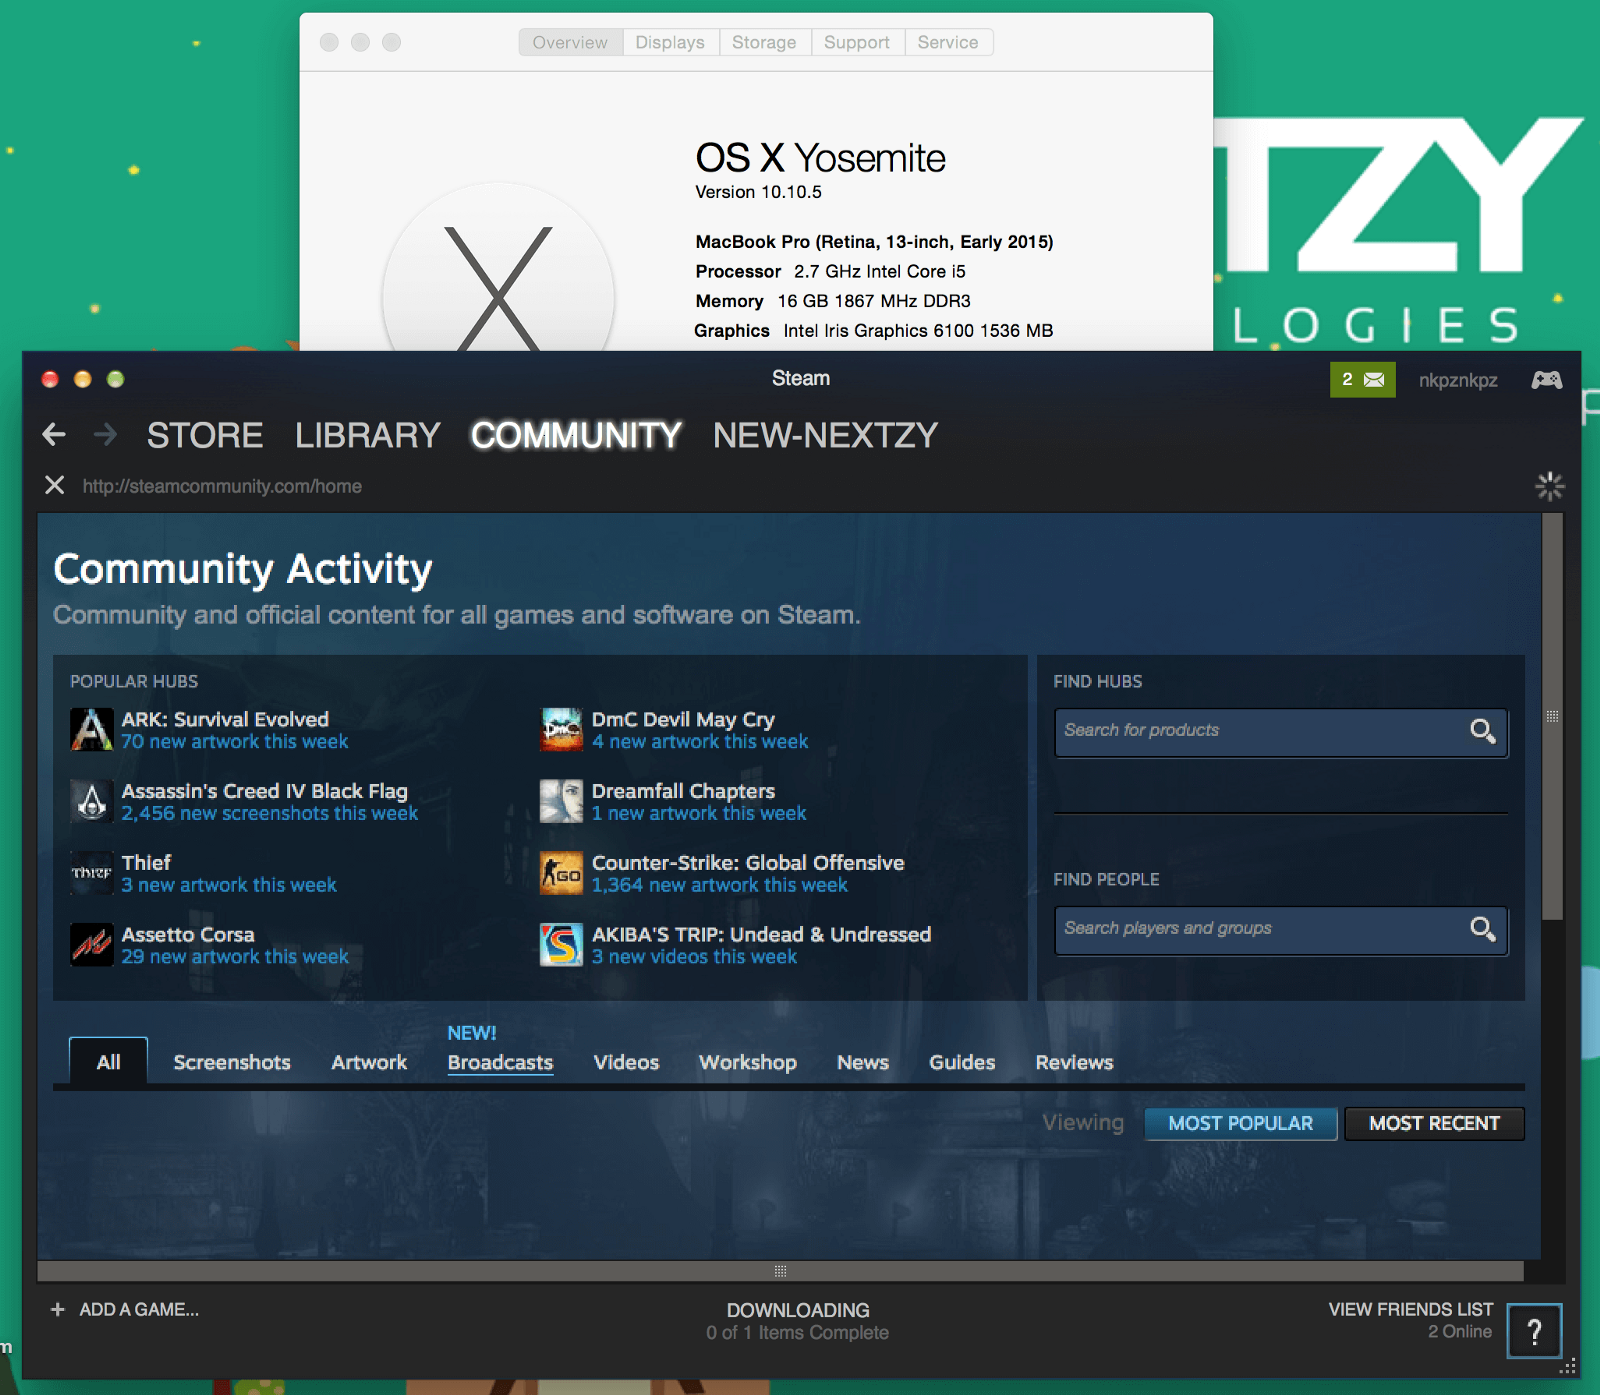 Overview Displays Storage Support Service
OS X Yosemite
Version 10.10.5
MacBook Pro (Retina, 13-inch, Early 2015)
Processor 2.7 GHz Intel Core i5
Memory 16 GB 1867 MHz DDR3
Graphics Intel Iris Graphics 6100 1536 MB
TZY
LOGIES
Steam
2
nkpznkpz
STORE LIBRARY COMMUNITY NEW-NEXTZY
http://steamcommunity.com/home
Community Activity
Community and official content for all games and software on Steam.
POPULAR HUBS
ARK: Survival Evolved
70 new artwork this week
Assassin's Creed IV Black Flag
2,456 new screenshots this week
THIEF
Thief
3 new artwork this week
Assetto Corsa
29 new artwork this week
DmC
DmC Devil May Cry
4 new artwork this week
Dreamfall Chapters
1 new artwork this week
GO
Counter-Strike: Global Offensive
1,364 new artwork this week
AKIBA'S TRIP: Undead & Undressed
3 new videos this week
FIND HUBS
Search for products
FIND PEOPLE
Search players and groups
NEW!
All Screenshots Artwork Broadcasts Videos Workshop News Guides Reviews
Viewing MOST POPULAR MOST RECENT
+ ADD A GAME...
DOWNLOADING
0 of 1 Items Complete
VIEW FRIENDS LIST
2 Online
?
m